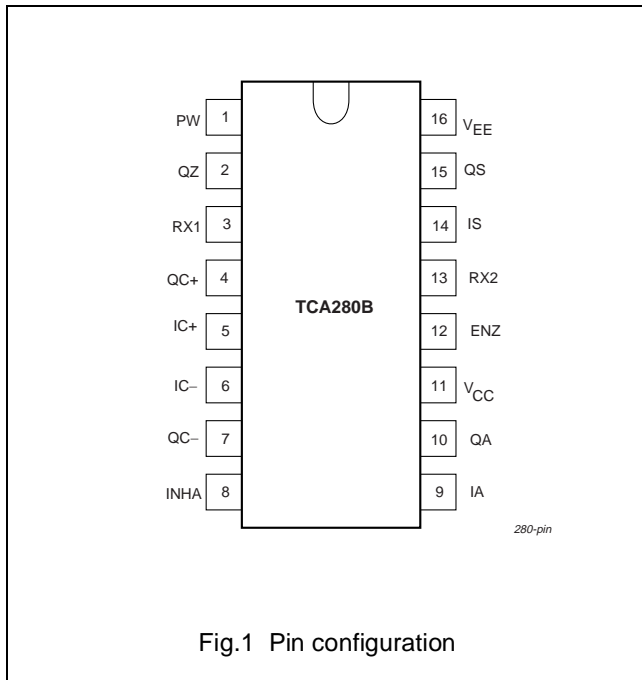 PW 1 16 VEE
QZ 2 15 QS
RX1 3 14 IS
QC+ 4 13 RX2
TCA280B
IC+ 5 12 ENZ
IC− 6 11 VCC
QC− 7 10 QA
INHA 8 9 IA
280-pin
Fig.1 Pin configuration